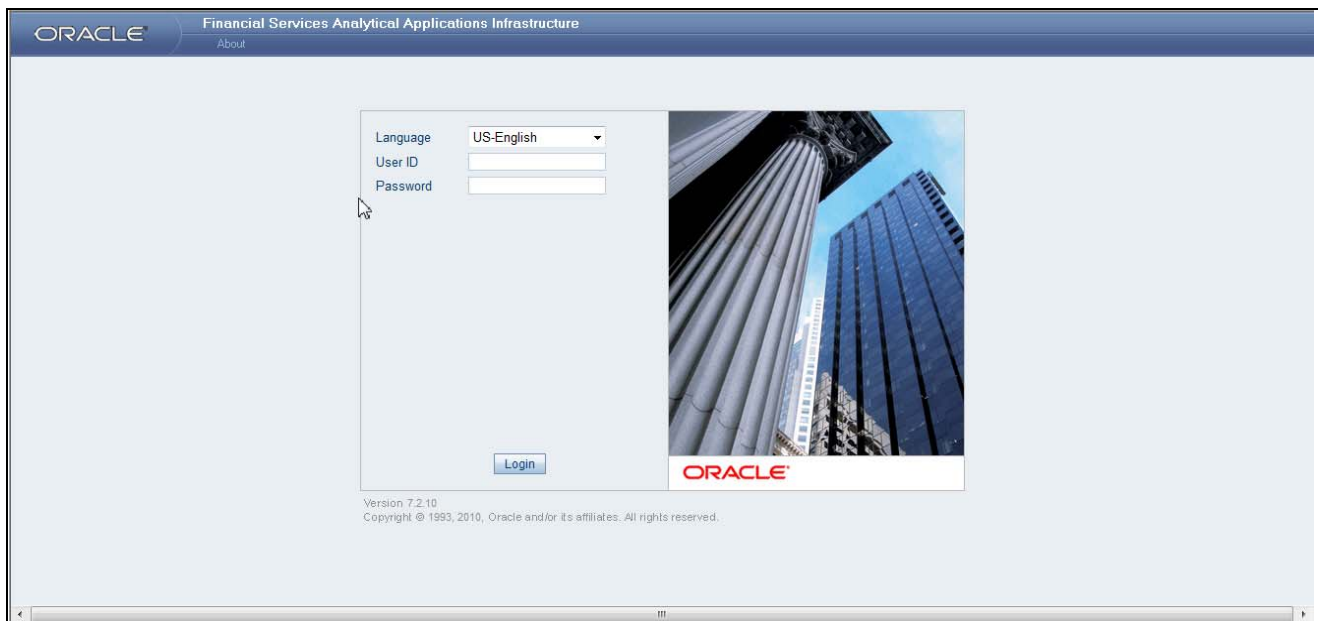 ORACLE
Financial Services Analytical Applications Infrastructure
About
Language US-English
User ID
Password
Login
ORACLE
Version 7.2.10
Copyright © 1993, 2010, Oracle and/or its affiliates. All rights reserved.